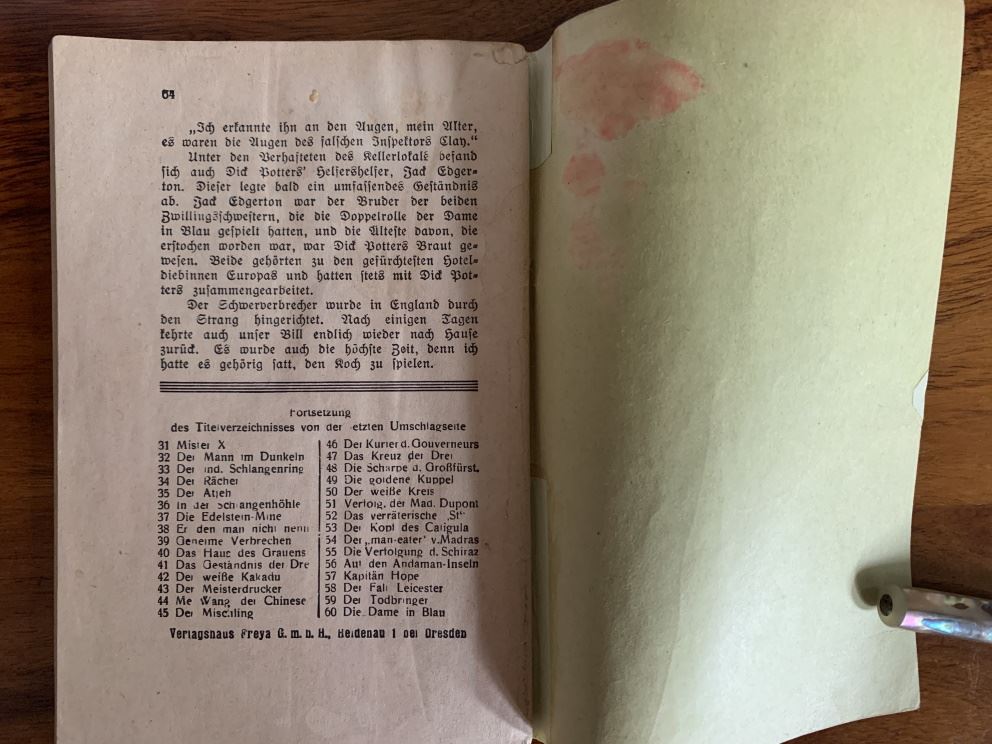 64
„Ich erkannte ihn an den Augen, mein Alter,
es waren die Augen des falschen Inspektors Clay.“
Unter den Verhafteten des Kellerlokals befand
sich auch Dick Potters' Helfershelfer, Jack Edger-
ton. Dieser legte bald ein umfassendes Geständnis
ab. Jack Edgerton war der Bruder der beiden
Zwillingsschwestern, die die Doppelrolle der Dame
in Blau gespielt hatten, und die Älteste davon, die
erstochen worden war, war Dick Potters Braut ge-
wesen. Beide gehörten zu den gefürchtesten Hotel-
diebinnen Europas und hatten stets mit Dick Pot-
ters zusammengearbeitet.
Der Schwerverbrecher wurde in England durch
den Strang hingerichtet. Nach einigen Tagen
kehrte auch unser Bill endlich wieder nach Hause
zurück. Es wurde auch die höchste Zeit, denn ich
hatte es gehörig satt, den Koch zu spielen.
Fortsetzung
des Titelverzeichnisses von der letzten Umschlagseite
31 Mister X
32 Der Mann im Dunkeln
33 Der ind. Schlangenring
34 Der Rächer
35 Der
36 In der Schlangenhöhle
37 Die Edelstein-Mine
38 Er den man nicht nennt
39 Geheime Verbrechen
40 Das Haus des Grauens
41 Das Geständnis der Drei
42 Der weiße Kakadu
43 Der Meisterdrucker
44 Mc Wang der Chinese
45 Der Mischling
46 Der Kurier d. Gouverneurs
47 Das Kreuz der Drei
48 Die Schärpe d. Großfürst.
49 Die goldene Kuppel
50 Der weiße Kreis
51 Verfolg. der Mad. Dupont
52 Das verräterische „St“
53 Der Kopf des Caligula
54 Der „man-eater“ v. Madras
55 Die Verfolgung d. Schiraz
56 Auf den Andaman-Inseln
57 Kapitän Hope
58 Der Fall Leicester
59 Der Todbringer
60 Die Dame in Blau
Verlagshaus Freya G. m. b. H., Heidenau 1 bei Dresden